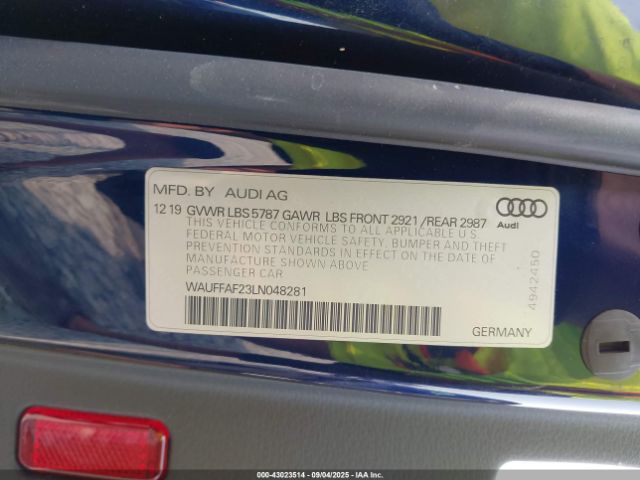 MFD. BY AUDI AG
12 19 GVWR LBS 5787 GAWR LBS FRONT 2921 /REAR 2987
THIS VEHICLE CONFORMS TO ALL APPLICABLE U.S.
FEDERAL MOTOR VEHICLE SAFETY, BUMPER AND THEFT
PREVENTION STANDARDS IN EFFECT ON THE DATE OF
MANUFACTURE SHOWN ABOVE
PASSENGER CAR
WAUFFAF23LN048281
Audi
4942450
GERMANY
000-43023514 - 09/04/2025 - IAAI.COM